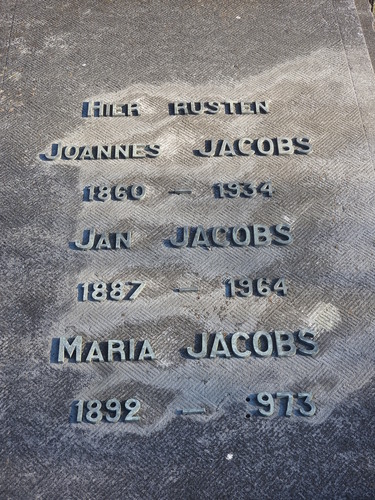 HIER RUSTEN
JOANNES JACOBS
1860 — 1934
JAN JACOBS
1887 — 1964
MARIA JACOBS
1892 — 973